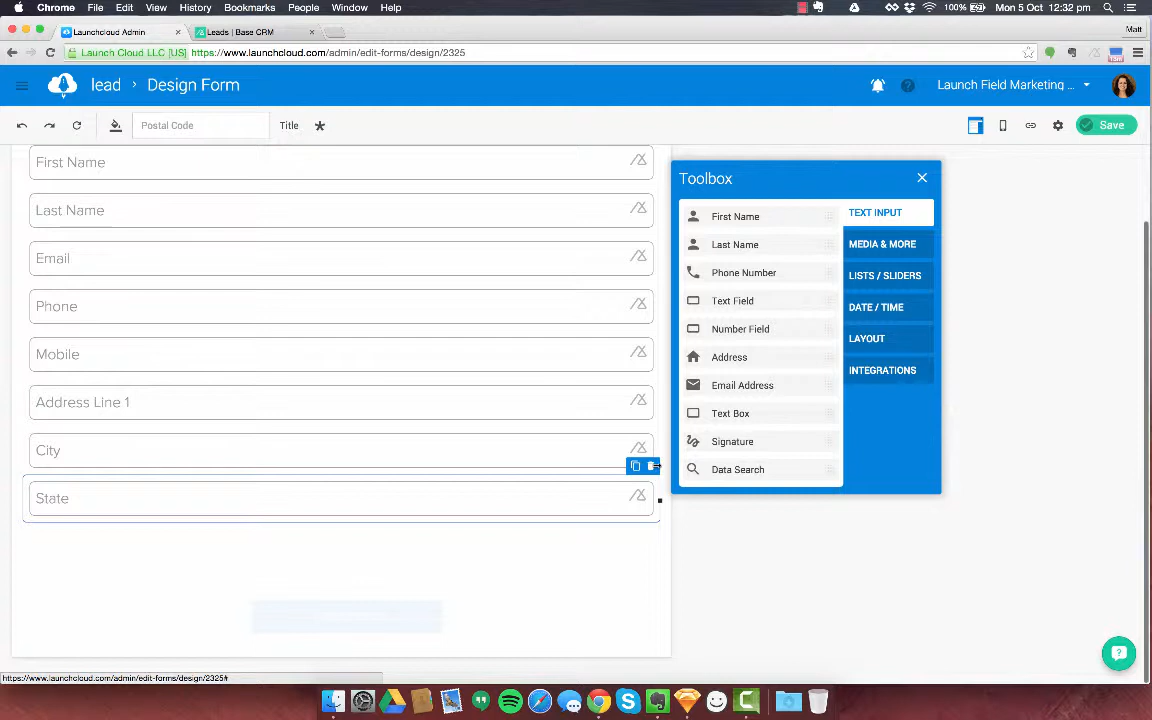 Chrome File Edit View History Bookmarks People Window Help
100% Mon 5 Oct 12:32 pm
Launchcloud Admin
Leads | Base CRM
Matt
Launch Cloud LLC [US] https://www.launchcloud.com/admin/edit-forms/design/2325
lead > Design Form
Launch Field Marketing ...
Postal Code
Title
Save
First Name
Last Name
Email
Phone
Mobile
Address Line 1
City
State
Toolbox
First Name
Last Name
Phone Number
Text Field
Number Field
Address
Email Address
Text Box
Signature
Data Search
TEXT INPUT
MEDIA & MORE
LISTS / SLIDERS
DATE / TIME
LAYOUT
INTEGRATIONS
https://www.launchcloud.com/admin/edit-forms/design/2325#